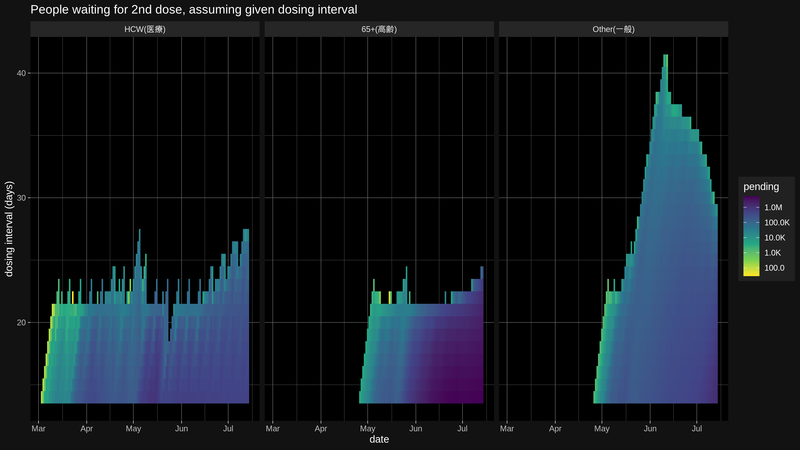 People waiting for 2nd dose, assuming given dosing interval
HCW(医療)
65+(高齢)
Other(一般)
40
30
20
dosing interval (days)
Mar Apr May Jun Jul
Mar Apr May Jun Jul
Mar Apr May Jun Jul
date
pending
1.0M
100.0K
10.0K
1.0K
100.0